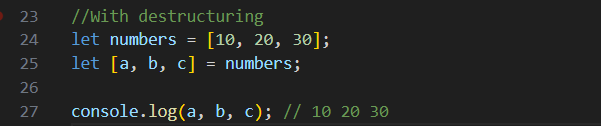 23 //With destructuring
24 let numbers = [10, 20, 30];
25 let [a, b, c] = numbers;
26
27 console.log(a, b, c); // 10 20 30